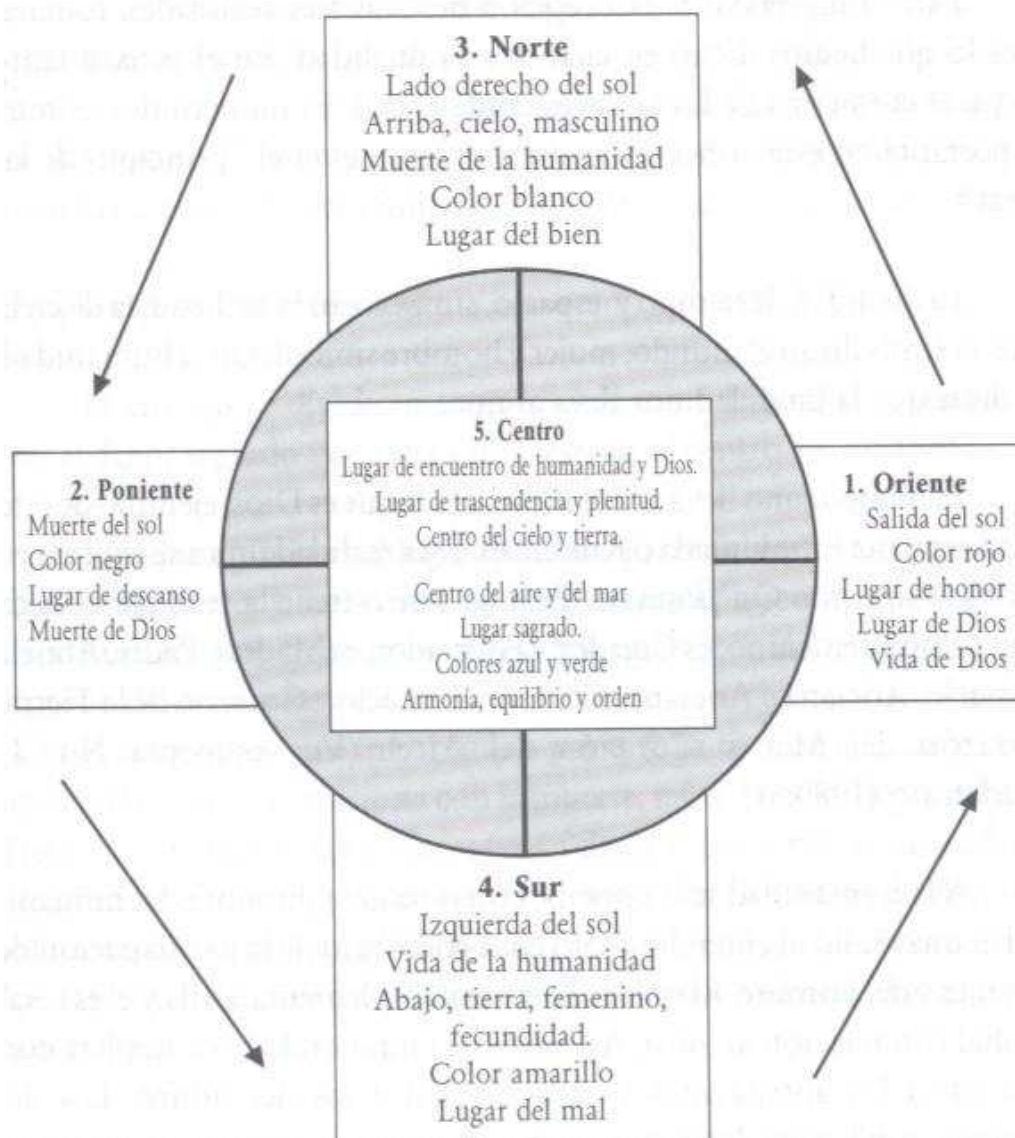 3. Norte
Lado derecho del sol
Arriba, cielo, masculino
Muerte de la humanidad
Color blanco
Lugar del bien
5. Centro
Lugar de encuentro de humanidad y Dios.
Lugar de trascendencia y plenitud.
Centro del cielo y tierra.
Centro del aire y del mar
Lugar sagrado.
Colores azul y verde
Armonía, equilibrio y orden
2. Poniente
Muerte del sol
Color negro
Lugar de descanso
Muerte de Dios
1. Oriente
Salida del sol
Color rojo
Lugar de honor
Lugar de Dios
Vida de Dios
4. Sur
Izquierda del sol
Vida de la humanidad
Abajo, tierra, femenino,
fecundidad.
Color amarillo
Lugar del mal